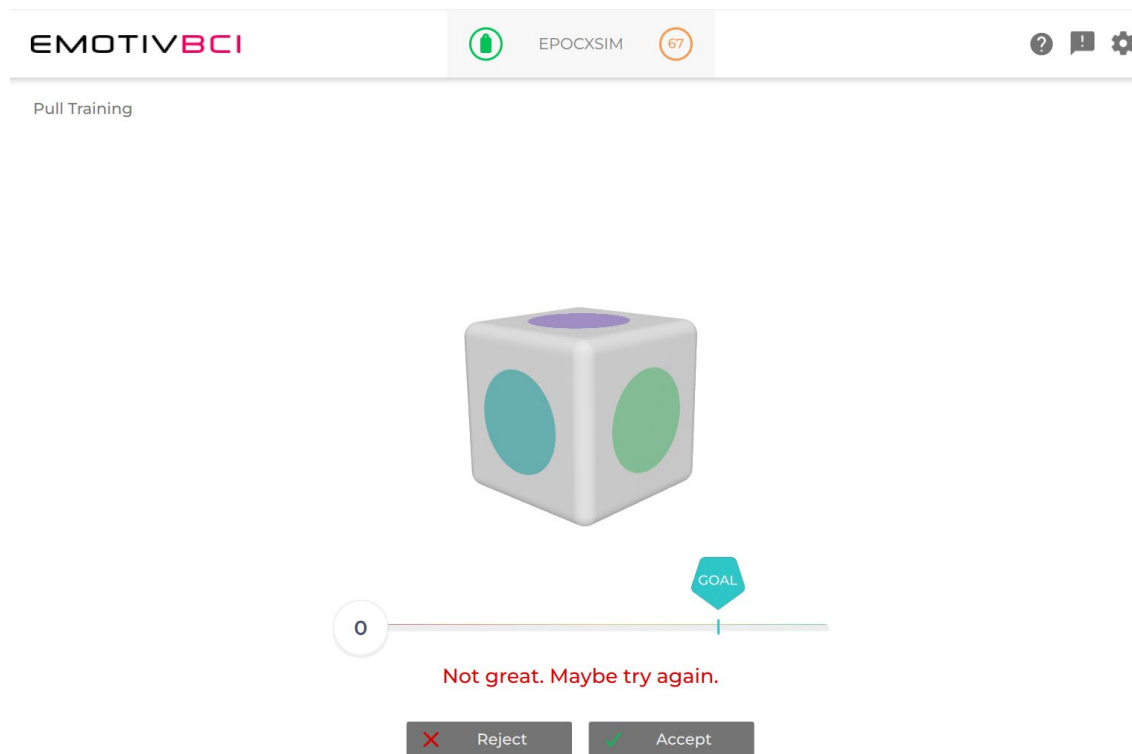 EMOTIVBCI
EPOCXSIM
67
Pull Training
GOAL
0
Not great. Maybe try again.
Reject
Accept